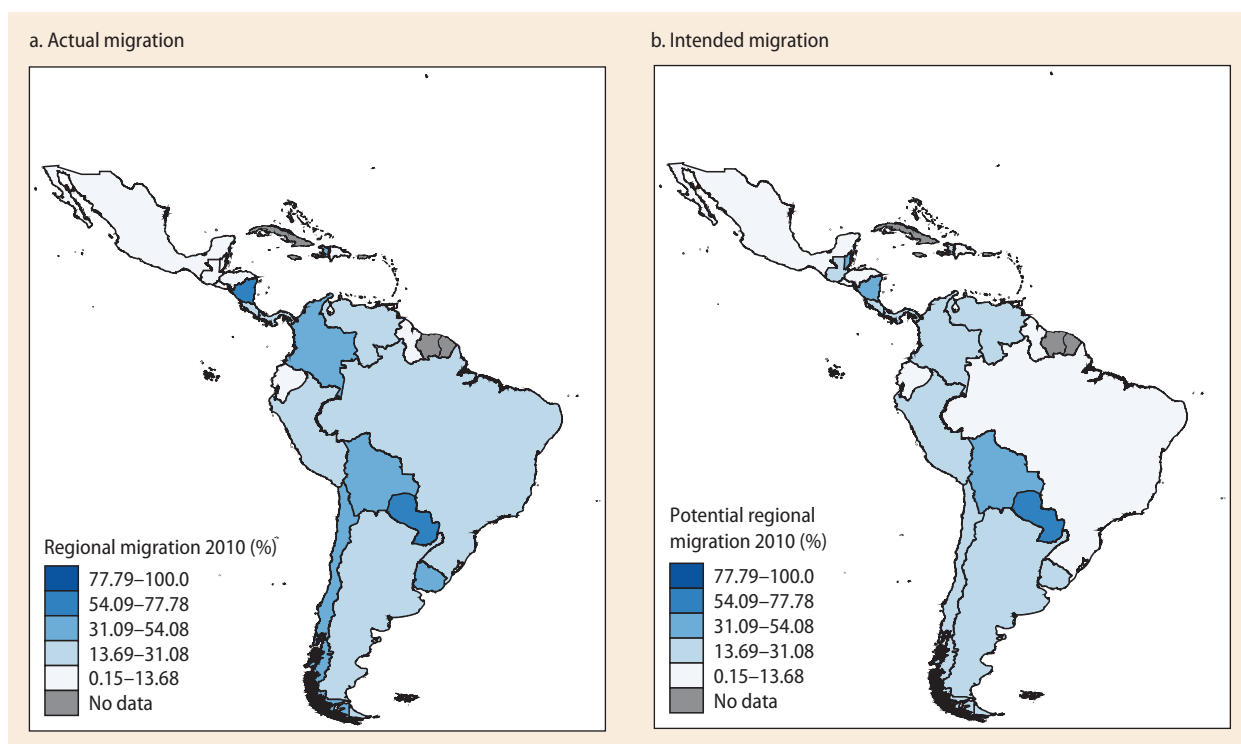 a. Actual migration
b. Intended migration
Regional migration 2010 (%)
77.79–100.0
54.09–77.78
31.09–54.08
13.69–31.08
0.15–13.68
No data
Potential regional
migration 2010 (%)
77.79–100.0
54.09–77.78
31.09–54.08
13.69–31.08
0.15–13.68
No data